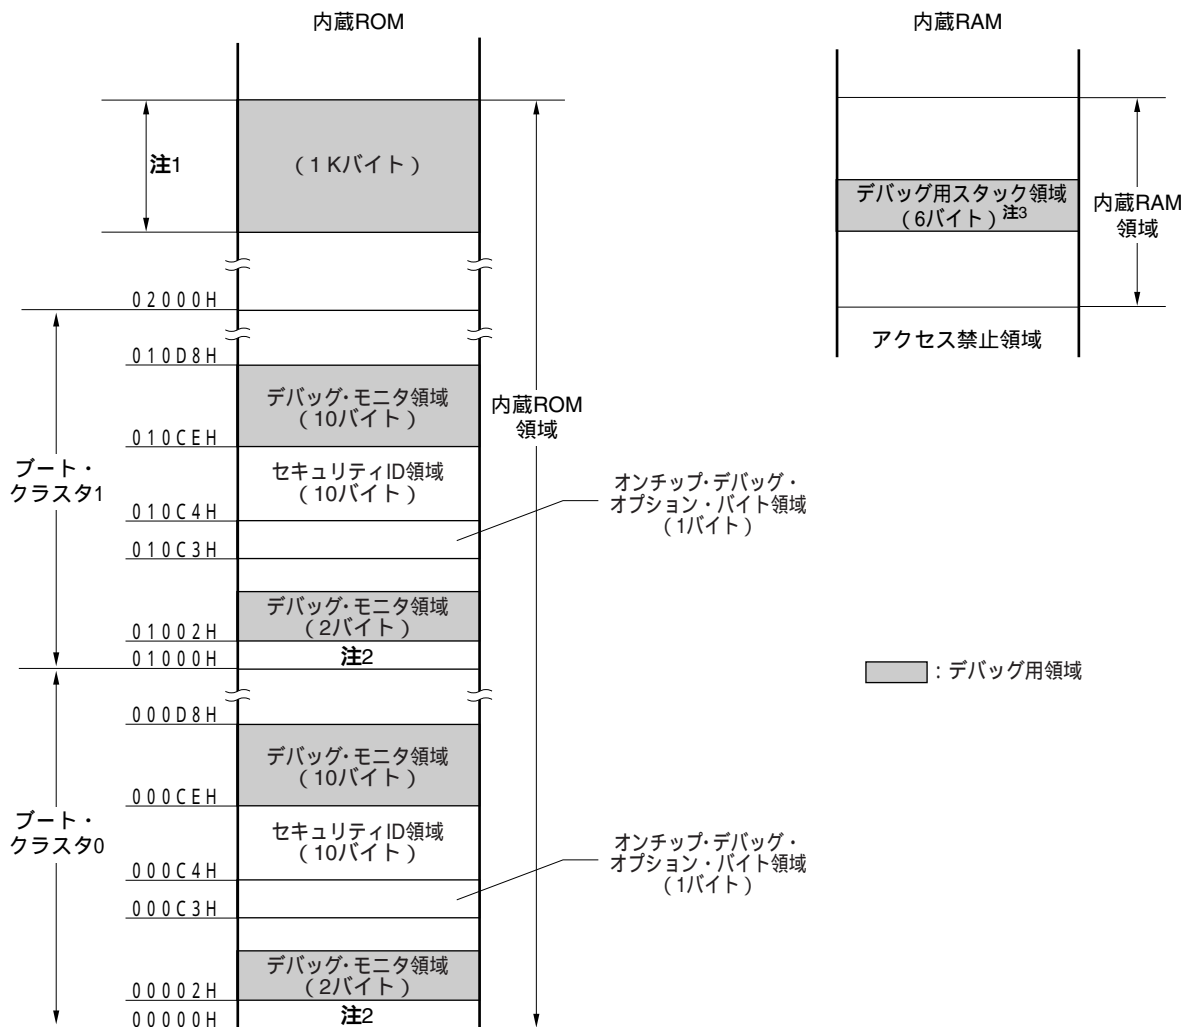 内蔵ROM
内蔵RAM
注1
（1 Kバイト）
デバッグ用スタック領域
（6バイト）注3
内蔵RAM
領域
アクセス禁止領域
02000H
010D8H
デバッグ・モニタ領域
（10バイト）
内蔵ROM
領域
010CEH
ブート・
クラスタ1
セキュリティID領域
（10バイト）
オンチップ・デバッグ・
オプション・バイト領域
（1バイト）
010C4H
010C3H
デバッグ・モニタ領域
（2バイト）
01002H
注2
01000H
：デバッグ用領域
000D8H
デバッグ・モニタ領域
（10バイト）
000CEH
ブート・
クラスタ0
セキュリティID領域
（10バイト）
オンチップ・デバッグ・
オプション・バイト領域
（1バイト）
000C4H
000C3H
デバッグ・モニタ領域
（2バイト）
00002H
注2
00000H